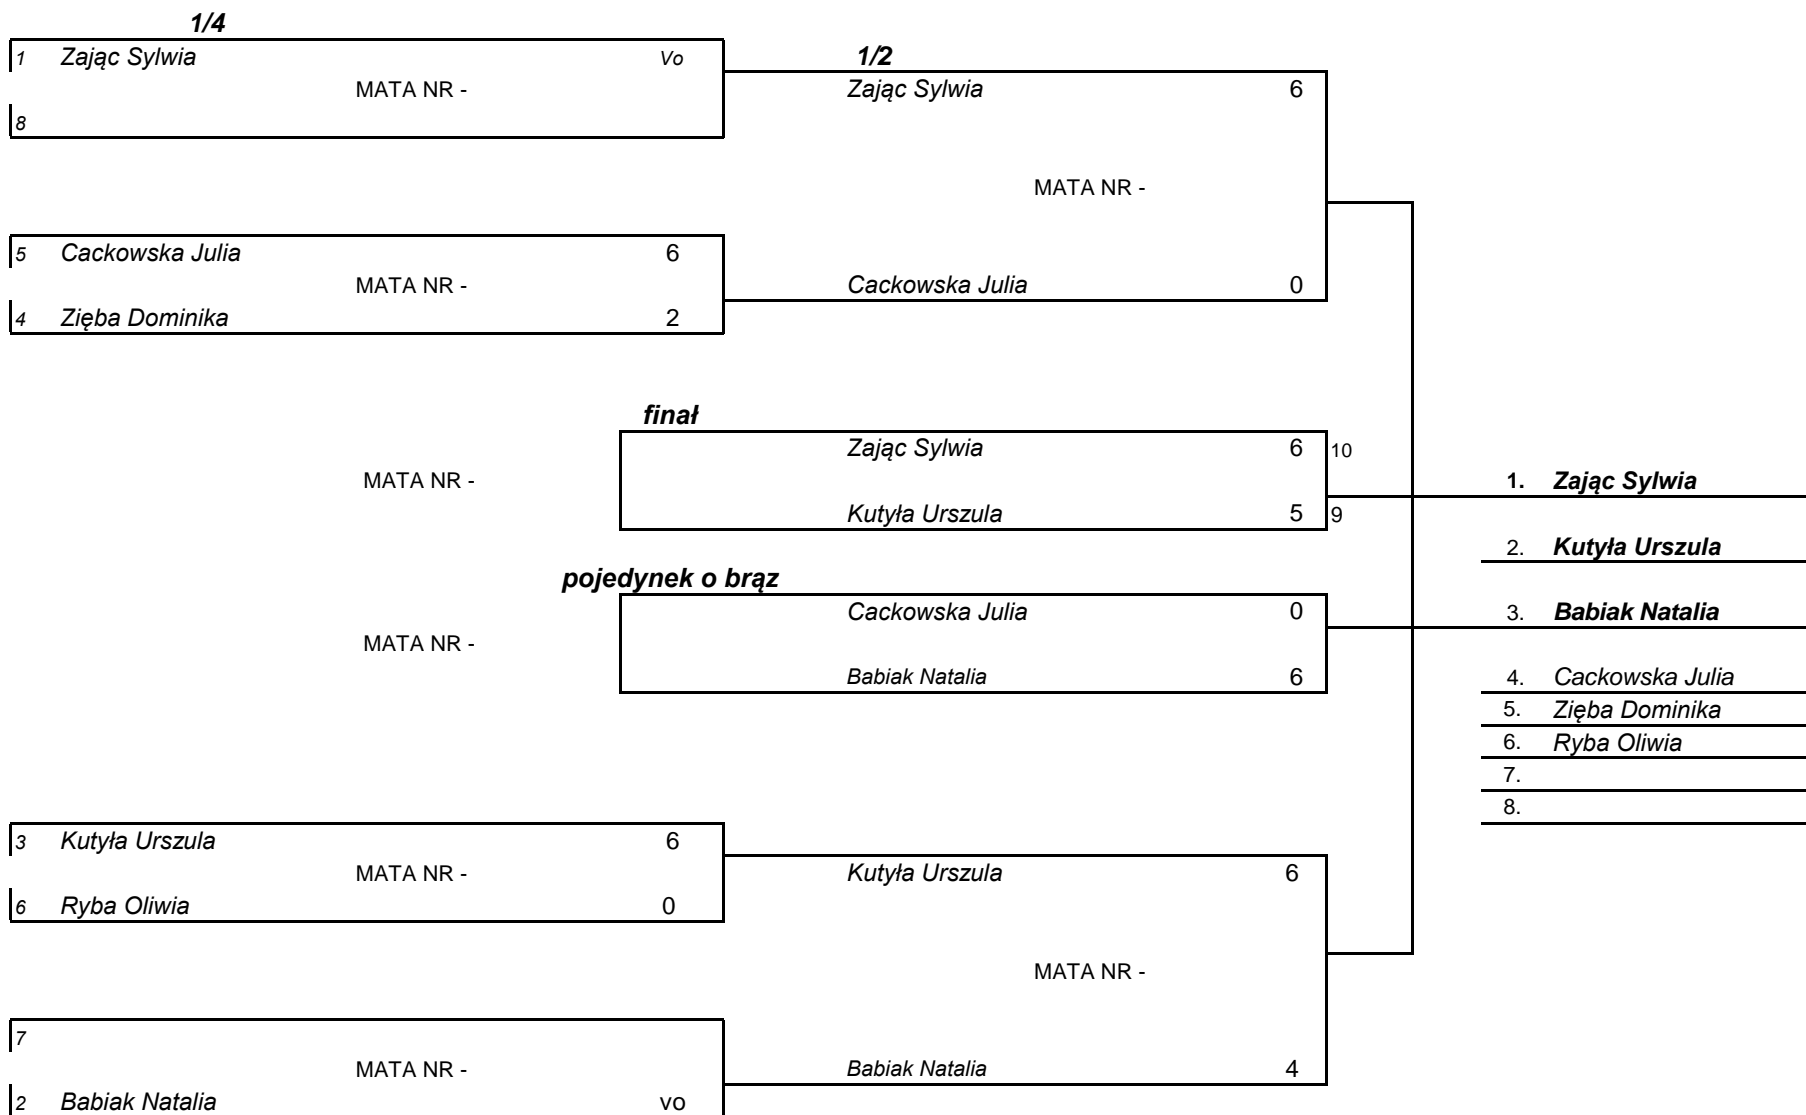 1/4
1 Zając Sylwia Vo
1/2
MATA NR -
Zając Sylwia 6
8
MATA NR -
5 Cackowska Julia 6
MATA NR -
Cackowska Julia 0
4 Zięba Dominika 2
finał
Zając Sylwia 6 10
MATA NR -
1. Zając Sylwia
Kutyła Urszula 5 9
2. Kutyła Urszula
pojedynek o brąz
Cackowska Julia 0
3. Babiak Natalia
MATA NR -
Babiak Natalia 6
4. Cackowska Julia
5. Zięba Dominika
6. Ryba Oliwia
7.
8.
3 Kutyła Urszula 6
MATA NR -
Kutyła Urszula 6
6 Ryba Oliwia 0
MATA NR -
7
MATA NR -
Babiak Natalia 4
2 Babiak Natalia vo